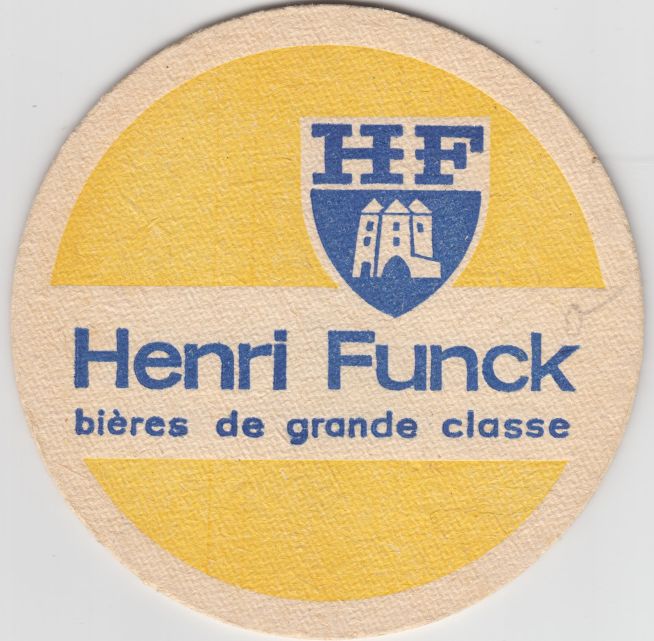 HF
Henri Funck
bières de grande classe